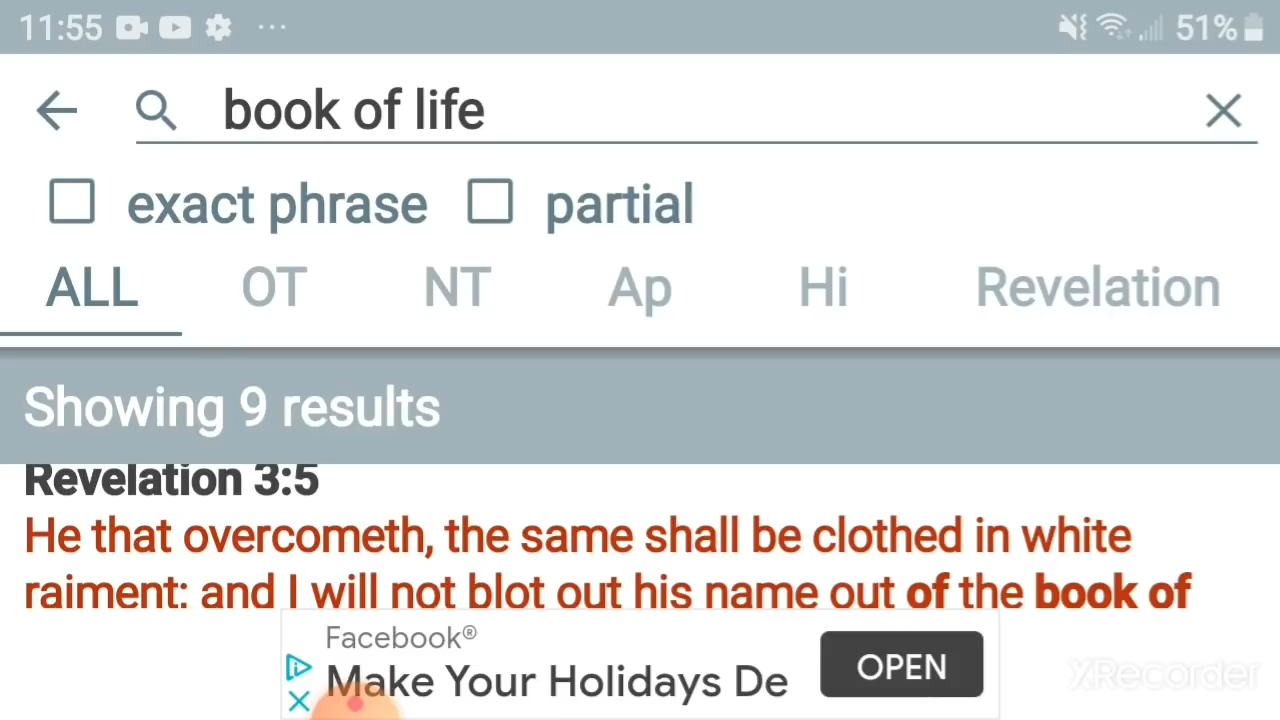 11:55 ... 51%
book of life
exact phrase partial
ALL OT NT Ap Hi Revelation
Showing 9 results
Revelation 3:5
He that overcometh, the same shall be clothed in white
raiment: and I will not blot out his name out of the book of
Facebook®
Make Your Holidays De
OPEN
XRecorder